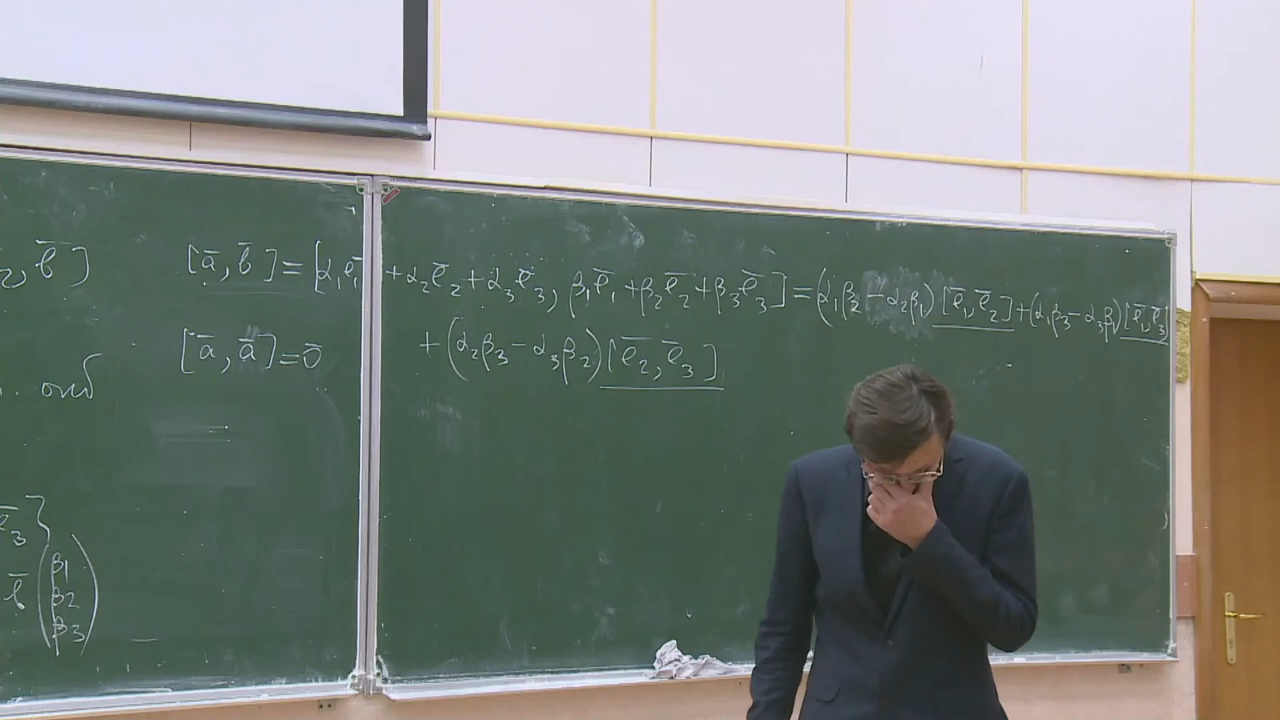 2, b̄]
[ā, b̄] = [α₁ē₁ + α₂ē₂ + α₃ē₃, β₁ē₁ + β₂ē₂ + β₃ē₃] = (α₁β₂ − α₂β₁)[ē₁, ē₂] + (α₁β₃ − α₃β₁)[ē₁, ē₃]
[ā, ā] = 0̄
+ (α₂β₃ − α₃β₂)[ē₂, ē₃]
ē₃}
b̄ (β1
β2
β3)